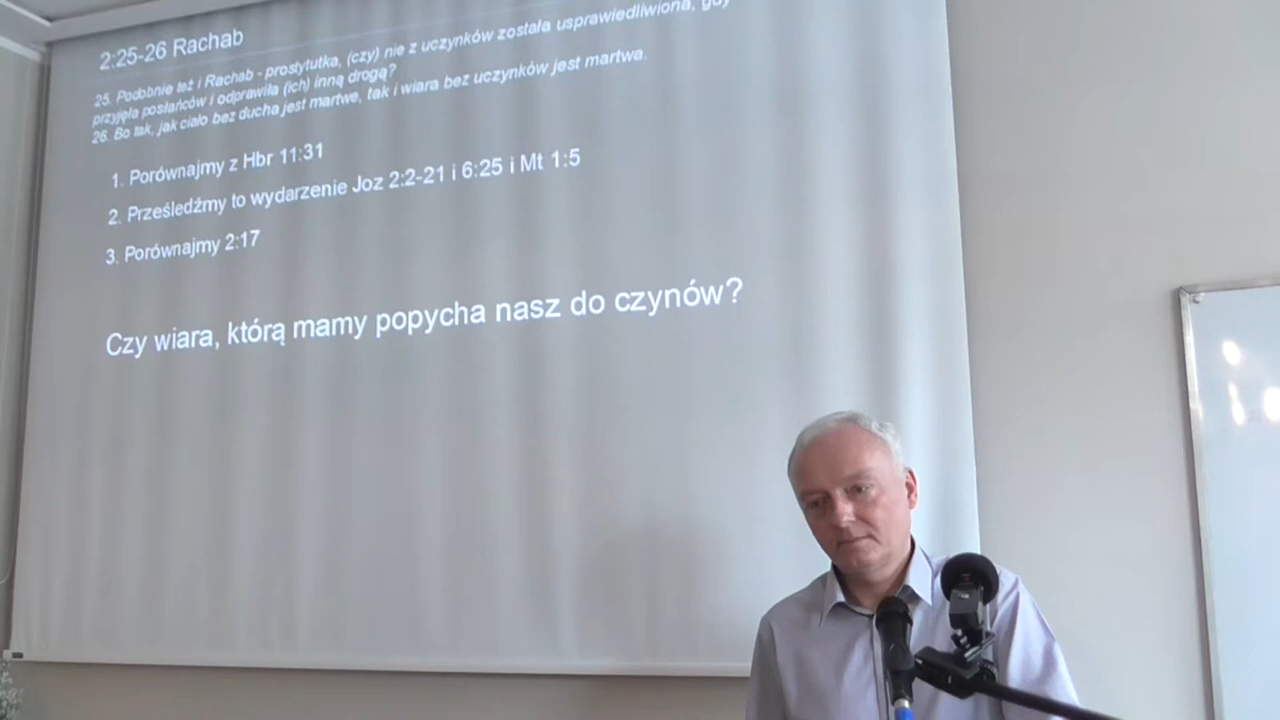 2:25-26 Rachab
25. Podobnie też i Rachab - prostytutka, (czy) nie z uczynków została usprawiedliwiona, gdy
przyjęła posłańców i odprawiła (ich) inną drogą?
26. Bo tak, jak ciało bez ducha jest martwe, tak i wiara bez uczynków jest martwa.
1. Porównajmy z Hbr 11:31
2. Prześledźmy to wydarzenie Joz 2:2-21 i 6:25 i Mt 1:5
3. Porównajmy 2:17
Czy wiara, którą mamy popycha nasz do czynów?